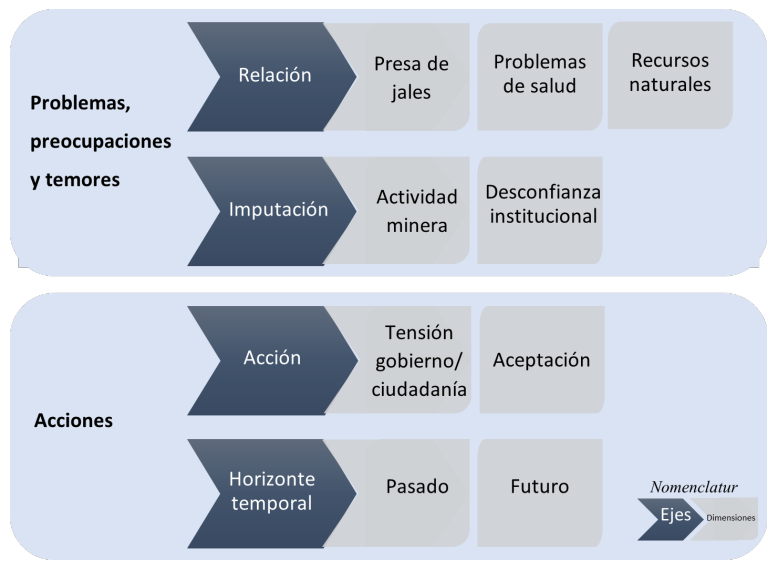 Problemas,
preocupaciones
y temores
Relación
Presa de
jales
Problemas
de salud
Recursos
naturales
Imputación
Actividad
minera
Desconfianza
institucional
Acciones
Acción
Tensión
gobierno/
ciudadanía
Aceptación
Horizonte
temporal
Pasado
Futuro
Nomenclatur
Ejes
Dimensiones